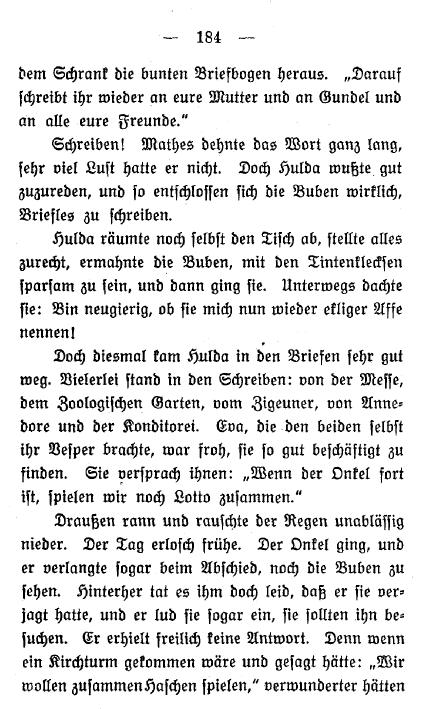 — 184 —
dem Schrank die bunten Briefbogen heraus. „Darauf
schreibt ihr wieder an eure Mutter und an Gundel und
an alle eure Freunde.“
Schreiben! Mathes dehnte das Wort ganz lang,
sehr viel Lust hatte er nicht. Doch Hulda wußte gut
zuzureden, und so entschlossen sich die Buben wirklich,
Briefles zu schreiben.
Hulda räumte noch selbst den Tisch ab, stellte alles
zurecht, ermahnte die Buben, mit den Tintenklecksen
sparsam zu sein, und dann ging sie. Unterwegs dachte
sie: Bin neugierig, ob sie mich nun wieder ekliger Affe
nennen!
Doch diesmal kam Hulda in den Briefen sehr gut
weg. Vielerlei stand in den Schreiben: von der Messe,
dem Zoologischen Garten, vom Zigeuner, von Anne-
dore und der Konditorei. Eva, die den beiden selbst
ihr Vesper brachte, war froh, sie so gut beschäftigt zu
finden. Sie versprach ihnen: „Wenn der Onkel fort
ist, spielen wir noch Lotto zusammen.“
Draußen rann und rauschte der Regen unablässig
nieder. Der Tag erlosch frühe. Der Onkel ging, und
er verlangte sogar beim Abschied, noch die Buben zu
sehen. Hinterher tat es ihm doch leid, daß er sie ver-
jagt hatte, und er lud sie sogar ein, sie sollten ihn be-
suchen. Er erhielt freilich keine Antwort. Denn wenn
ein Kirchturm gekommen wäre und gesagt hätte: „Wir
wollen zusammen Haschen spielen,“ verwunderter hätten